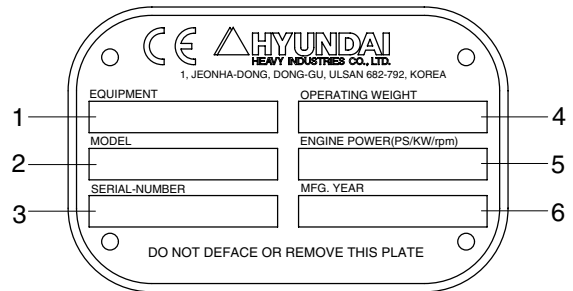 CE HYUNDAI
HEAVY INDUSTRIES CO., LTD.
1, JEONHA-DONG, DONG-GU, ULSAN 682-792, KOREA
EQUIPMENT OPERATING WEIGHT
1 4
MODEL ENGINE POWER(PS/KW/rpm)
2 5
SERIAL-NUMBER MFG. YEAR
3 6
DO NOT DEFACE OR REMOVE THIS PLATE